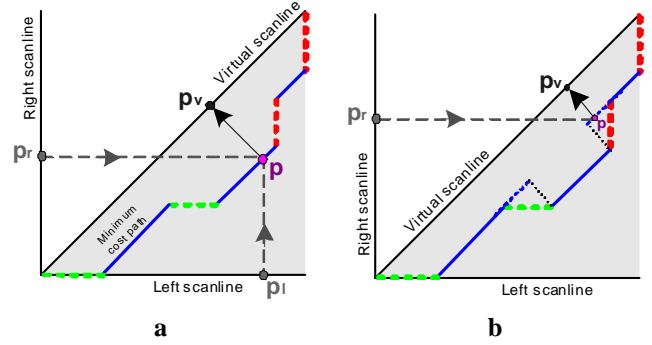 Right scanline
Virtual scanline
pv
pr
p
Minimum
cost path
Left scanline
pl
a
Right scanline
Virtual scanline
pv
pr
p
Left scanline
b